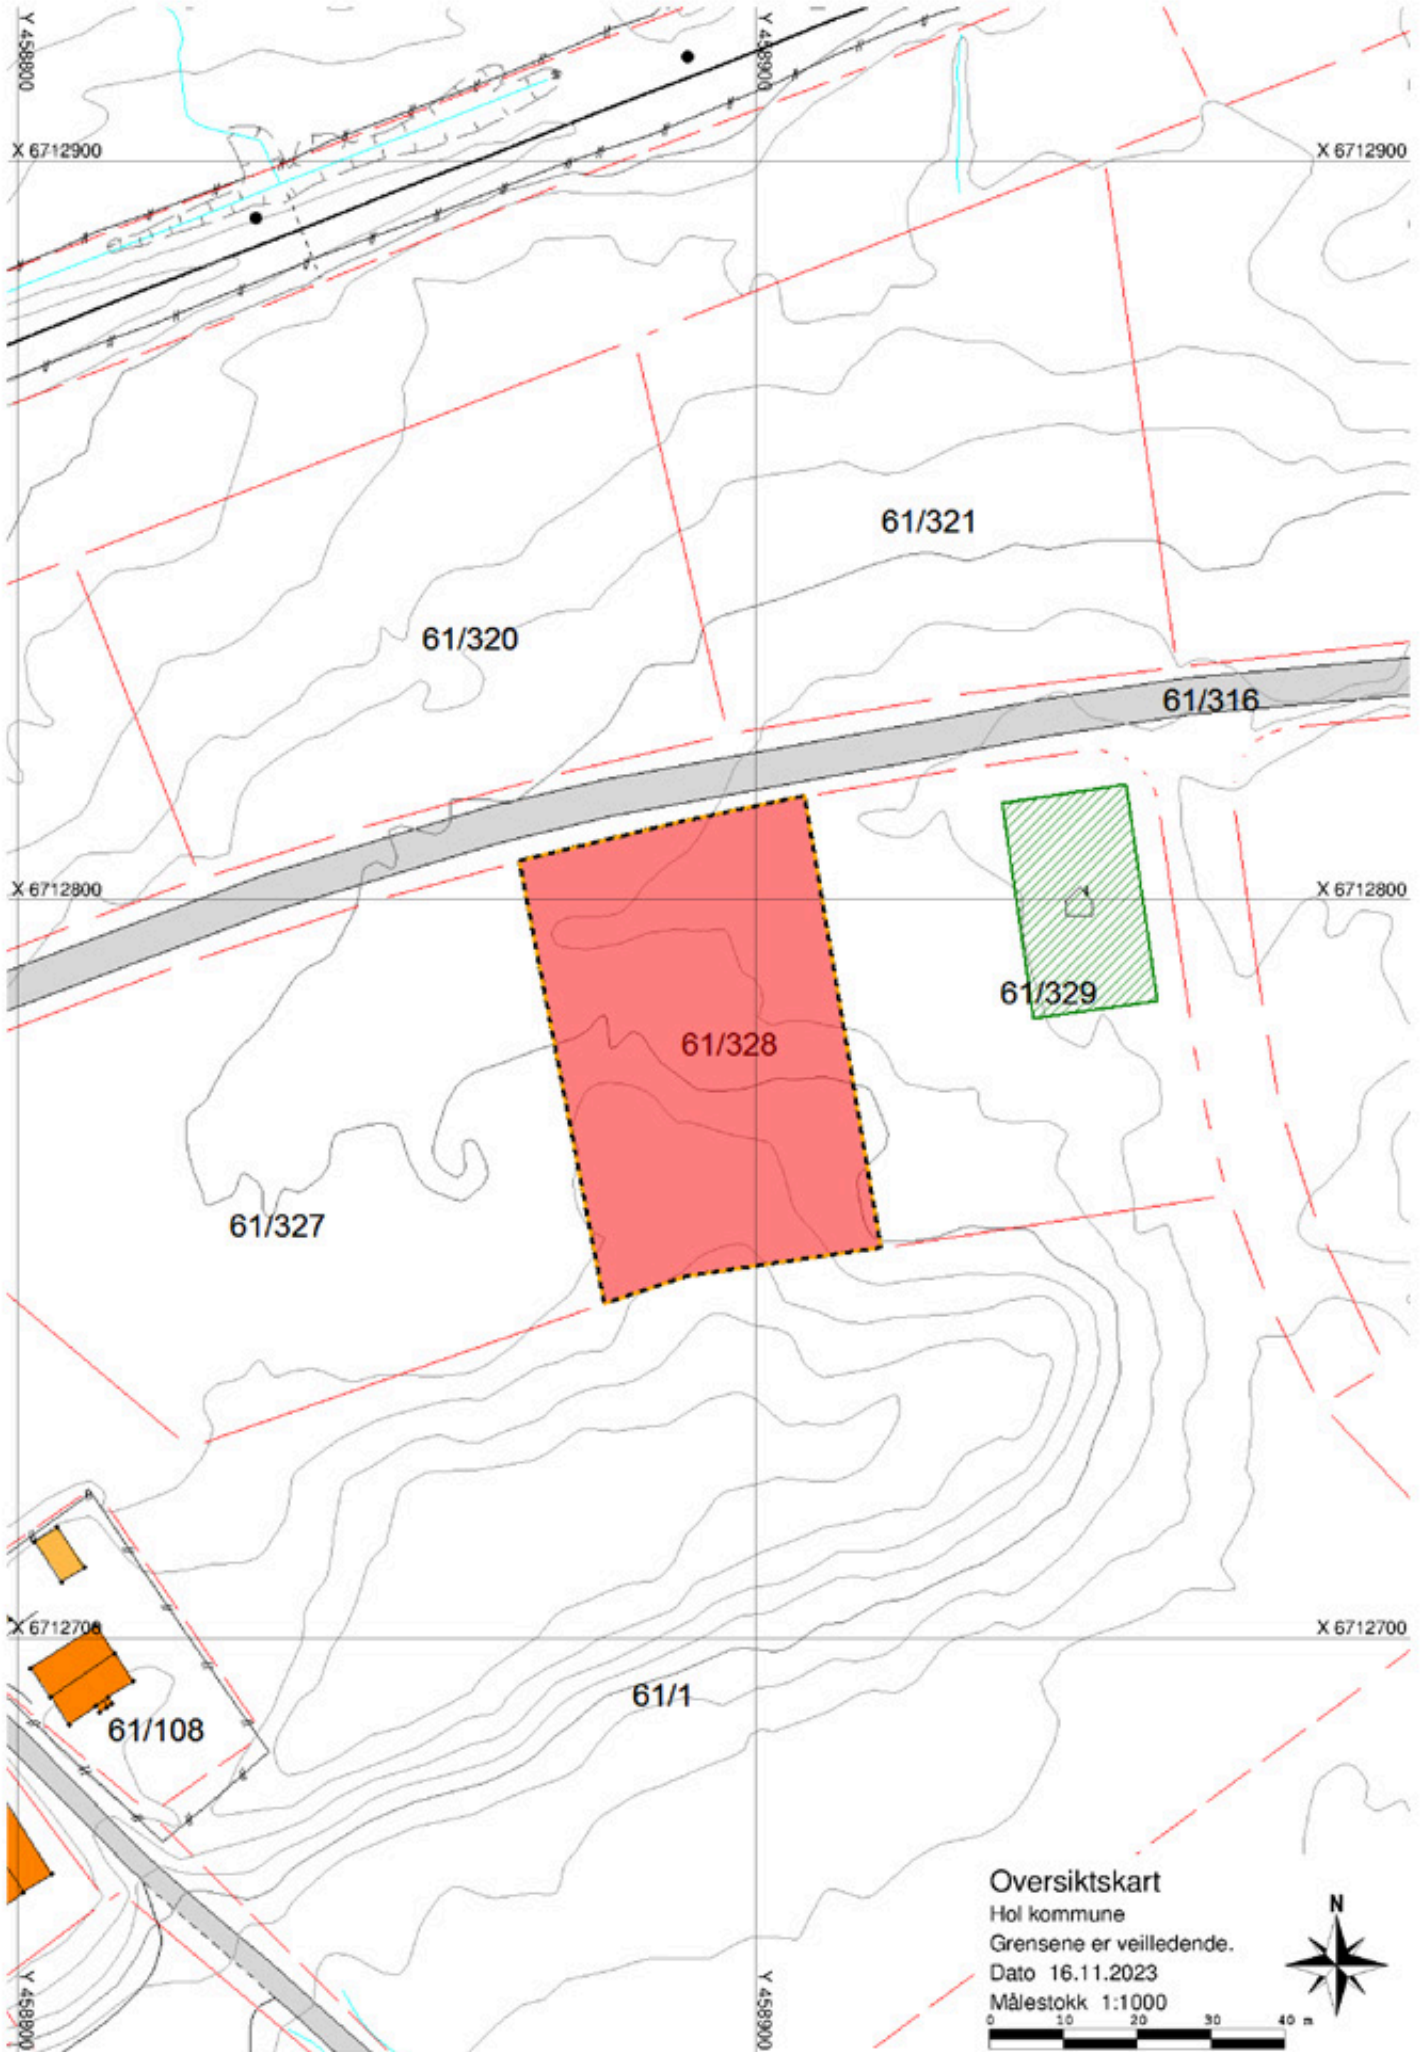 Y 458800
Y 458900
X 6712900
X 6712900
61/321
61/320
61/316
X 6712800
X 6712800
61/329
61/328
61/327
X 6712700
X 6712700
61/1
61/108
Oversiktskart
Hol kommune
Grensene er veilledende.
Dato 16.11.2023
Målestokk 1:1000
N
0 10 20 30 40 m
Y 458800
Y 458900